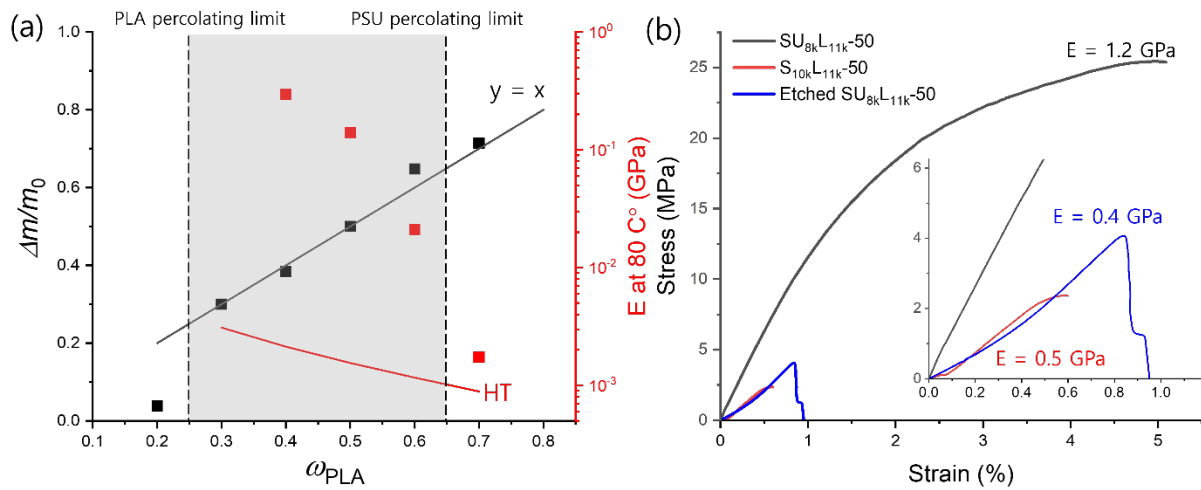 (a)
PLA percolating limit
PSU percolating limit
y = x
HT
Δm/m0
1.0
0.8
0.6
0.4
0.2
0.0
0.1 0.2 0.3 0.4 0.5 0.6 0.7 0.8
ωPLA
10^0
10^-1
10^-2
10^-3
E at 80 C° (GPa)
(b)
SU8kL11k-50
S10kL11k-50
Etched SU8kL11k-50
E = 1.2 GPa
Stress (MPa)
25
20
15
10
5
0
0 1 2 3 4 5
Strain (%)
6
4
2
0
0.0 0.2 0.4 0.6 0.8 1.0
E = 0.4 GPa
E = 0.5 GPa